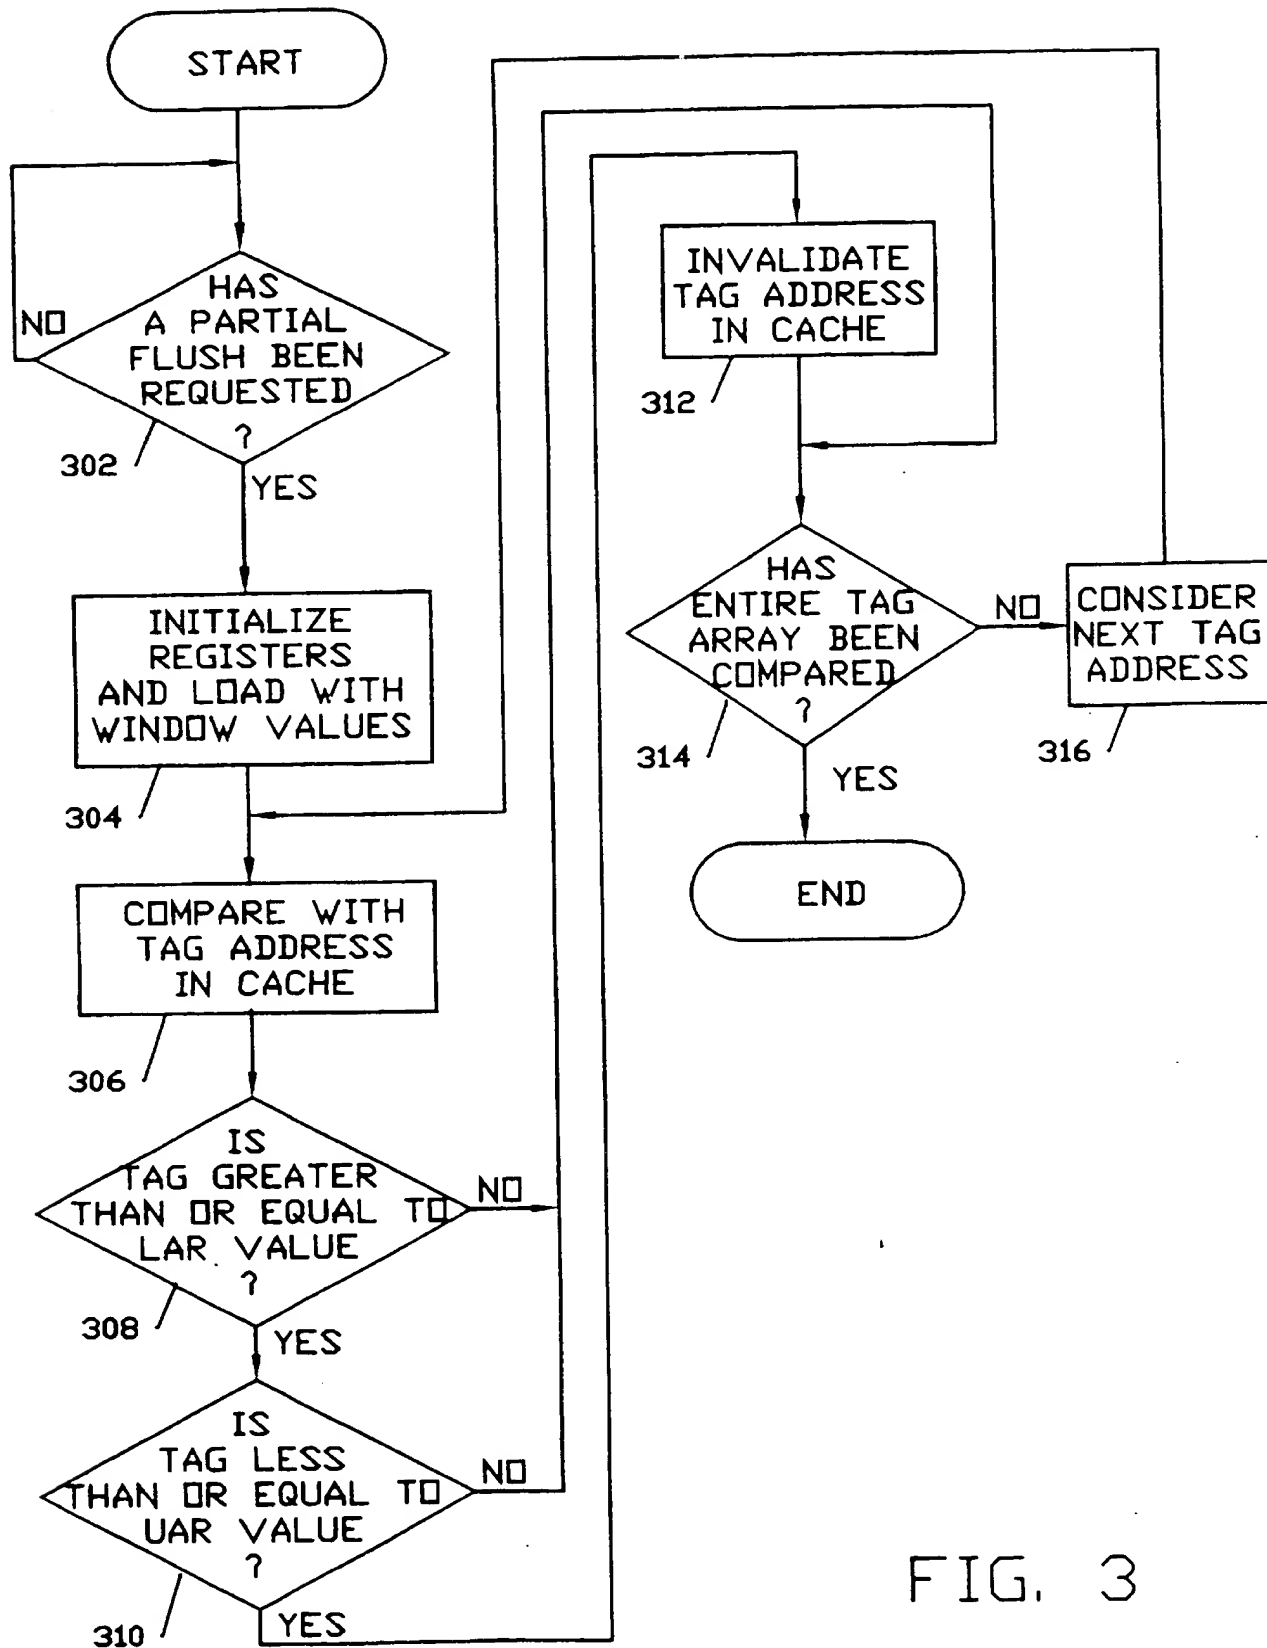 START
HAS
A PARTIAL
FLUSH BEEN
REQUESTED
?
NO
302
YES
INITIALIZE
REGISTERS
AND LOAD WITH
WINDOW VALUES
304
COMPARE WITH
TAG ADDRESS
IN CACHE
306
IS
TAG GREATER
THAN OR EQUAL TO
LAR VALUE
?
NO
308
YES
IS
TAG LESS
THAN OR EQUAL TO
UAR VALUE
?
NO
310
YES
INVALIDATE
TAG ADDRESS
IN CACHE
312
HAS
ENTIRE TAG
ARRAY BEEN
COMPARED
?
NO
314
YES
CONSIDER
NEXT TAG
ADDRESS
316
END
FIG. 3